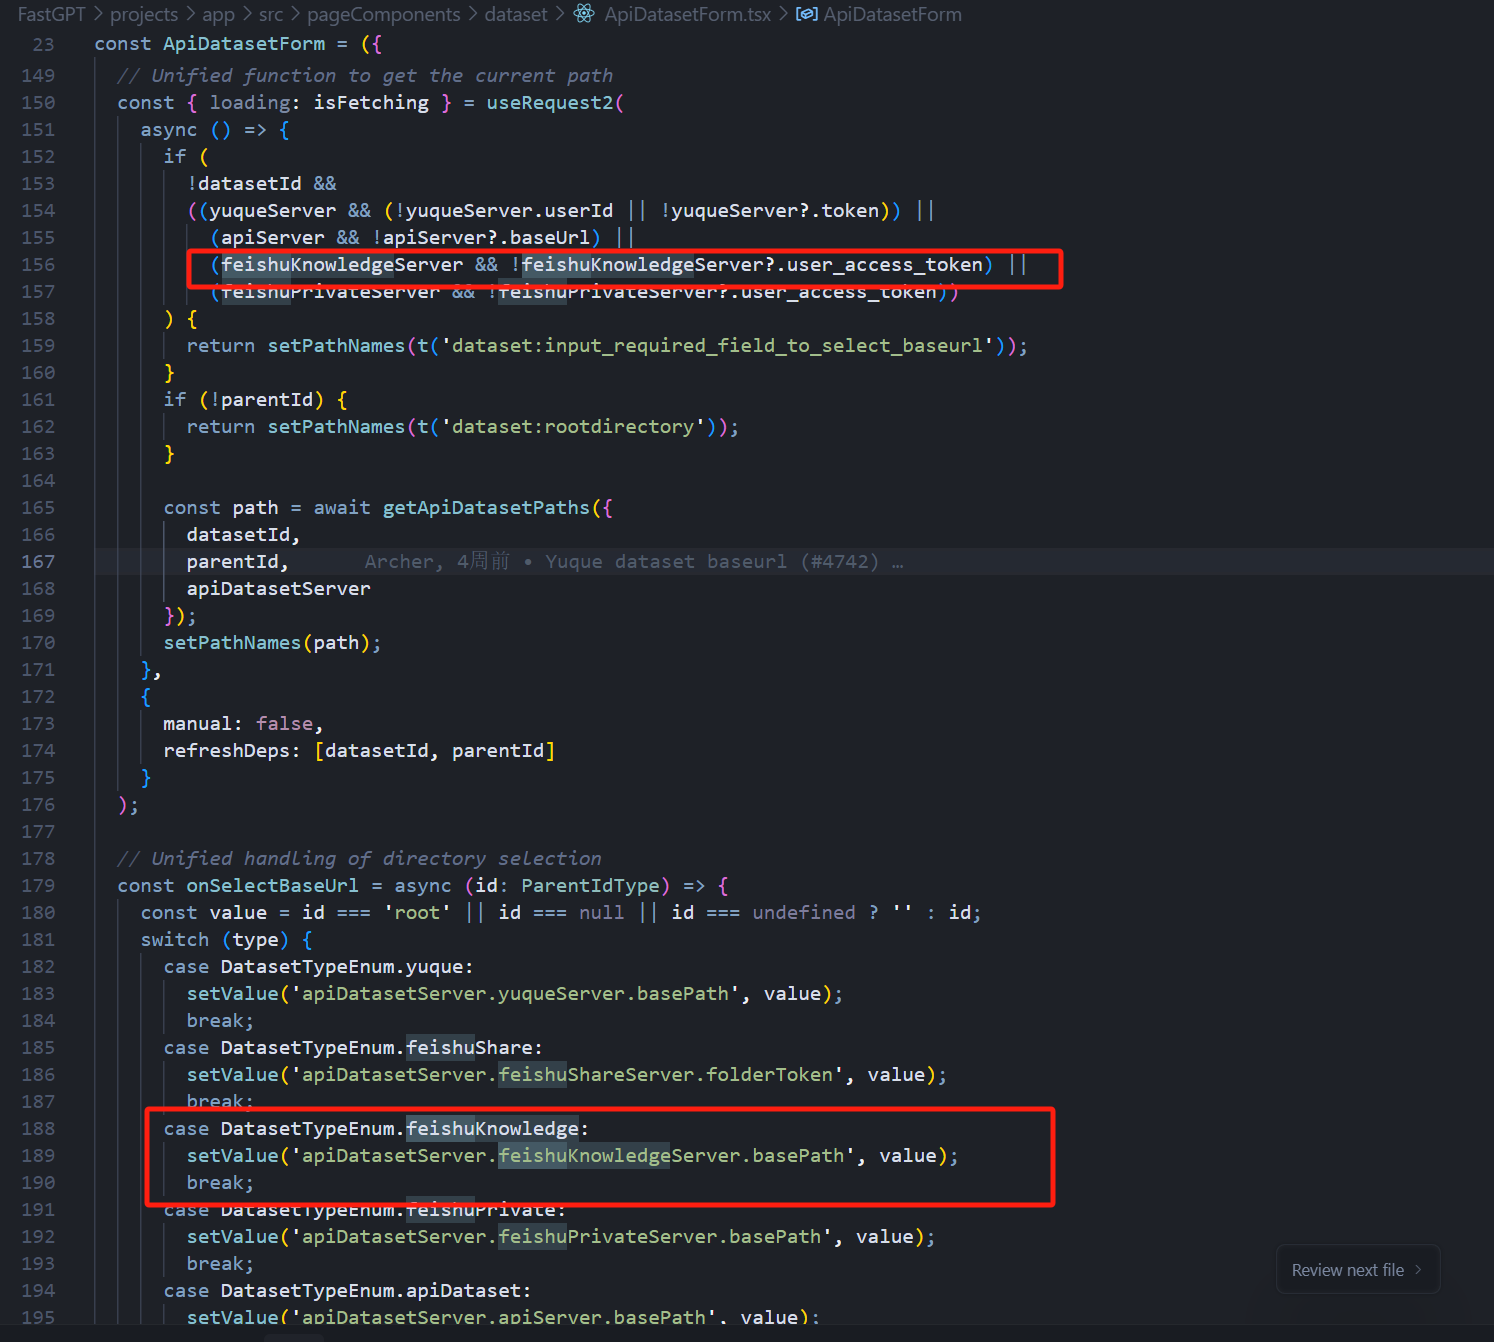 FastGPT > projects > app > src > pageComponents > dataset > ApiDatasetForm.tsx > ApiDatasetForm
23 const ApiDatasetForm = ({
149 // Unified function to get the current path
150 const { loading: isFetching } = useRequest2(
151 async () => {
152 if (
153 !datasetId &&
154 ((yuqueServer && (!yuqueServer.userId || !yuqueServer?.token)) ||
155 (apiServer && !apiServer?.baseUrl) ||
156 (feishuKnowledgeServer && !feishuKnowledgeServer?.user_access_token) ||
157 (feishuPrivateServer && !feishuPrivateServer?.user_access_token))
158 ) {
159 return setPathNames(t('dataset:input_required_field_to_select_baseurl'));
160 }
161 if (!parentId) {
162 return setPathNames(t('dataset:rootdirectory'));
163 }
164
165 const path = await getApiDatasetPaths({
166 datasetId,
167 parentId, Archer, 4周前 • Yuque dataset baseurl (#4742) …
168 apiDatasetServer
169 });
170 setPathNames(path);
171 },
172 {
173 manual: false,
174 refreshDeps: [datasetId, parentId]
175 }
176 );
177
178 // Unified handling of directory selection
179 const onSelectBaseUrl = async (id: ParentIdType) => {
180 const value = id === 'root' || id === null || id === undefined ? '' : id;
181 switch (type) {
182 case DatasetTypeEnum.yuque:
183 setValue('apiDatasetServer.yuqueServer.basePath', value);
184 break;
185 case DatasetTypeEnum.feishuShare:
186 setValue('apiDatasetServer.feishuShareServer.folderToken', value);
187 break;
188 case DatasetTypeEnum.feishuKnowledge:
189 setValue('apiDatasetServer.feishuKnowledgeServer.basePath', value);
190 break;
191 case DatasetTypeEnum.feishuPrivate:
192 setValue('apiDatasetServer.feishuPrivateServer.basePath', value);
193 break;
194 case DatasetTypeEnum.apiDataset:
195 setValue('apiDatasetServer.apiServer.basePath', value);
Review next file >